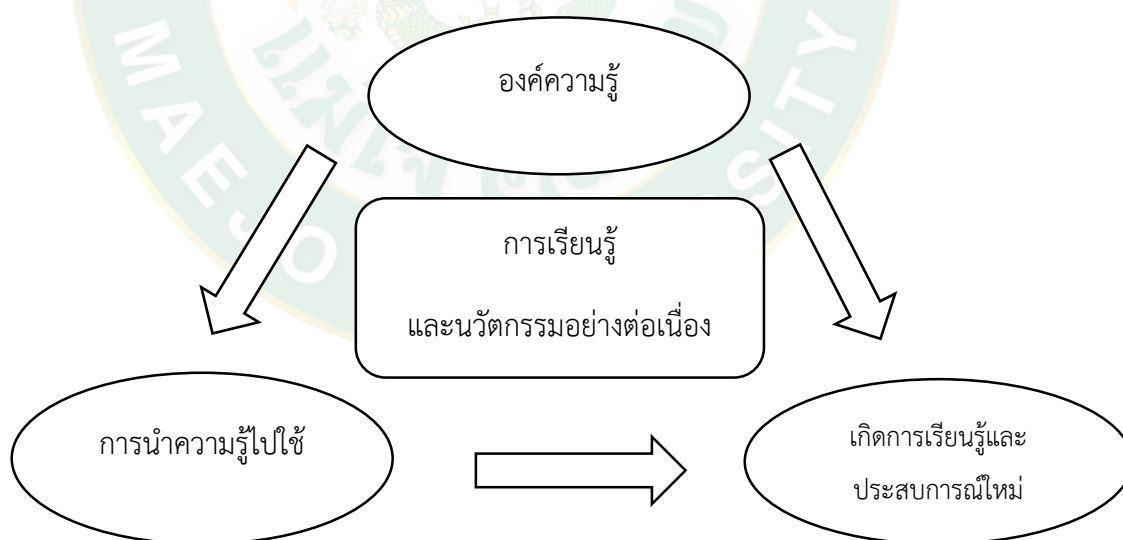 องค์ความรู้
การเรียนรู้
และนวัตกรรมอย่างต่อเนื่อง
การนำความรู้ไปใช้
เกิดการเรียนรู้และ
ประสบการณ์ใหม่
MAEJO
SITY